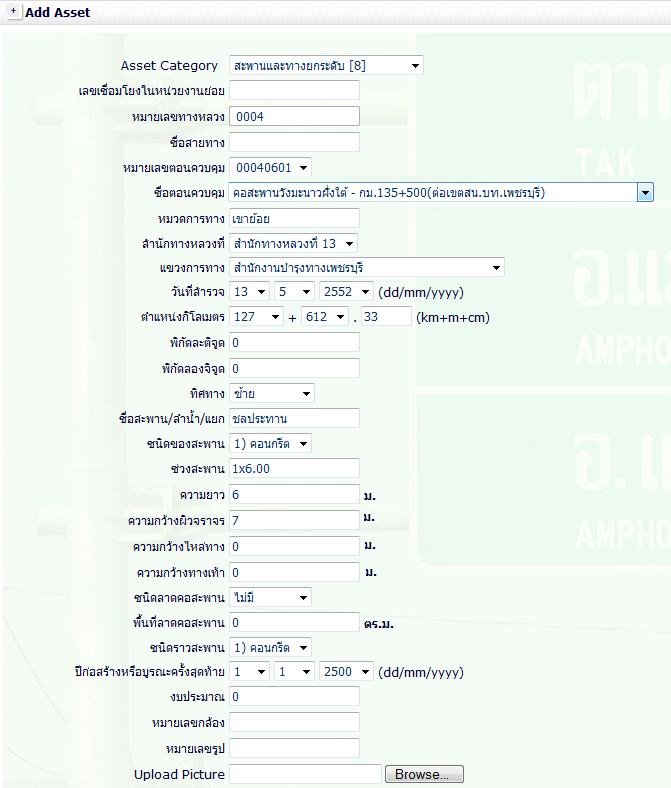 + Add Asset
Asset Category สะพานและทางยกระดับ [8]
เลขเชื่อมโยงในหน่วยงานย่อย
หมายเลขทางหลวง 0004
ชื่อสายทาง
หมายเลขตอนควบคุม 00040601
ชื่อตอนควบคุม คอสะพานวังมะนาวฝั่งใต้ - กม.135+500(ต่อเขตสน.บท.เพชรบุรี)
หมวดการทาง เขาย้อย
สำนักทางหลวงที่ สำนักทางหลวงที่ 13
แขวงการทาง สำนักงานบำรุงทางเพชรบุรี
วันที่สำรวจ 13 5 2552 (dd/mm/yyyy)
ตำแหน่งกิโลเมตร 127 + 612 . 33 (km+m+cm)
พิกัดละติจูด 0
พิกัดลองจิจูด 0
ทิศทาง ซ้าย
ชื่อสะพาน/ลำน้ำ/แยก ชลประทาน
ชนิดของสะพาน 1) คอนกรีต
ช่วงสะพาน 1x6.00
ความยาว 6 ม.
ความกว้างผิวจราจร 7 ม.
ความกว้างไหล่ทาง 0 ม.
ความกว้างทางเท้า 0 ม.
ชนิดลาดคอสะพาน ไม่มี
พื้นที่ลาดคอสะพาน 0 ตร.ม.
ชนิดราวสะพาน 1) คอนกรีต
ปีก่อสร้างหรือบูรณะครั้งสุดท้าย 1 1 2500 (dd/mm/yyyy)
งบประมาณ 0
หมายเลขกล้อง
หมายเลขรูป
Upload Picture Browse...
ตาก
TAK
อ.แม
AMPHO
อ. แ
AMPHO